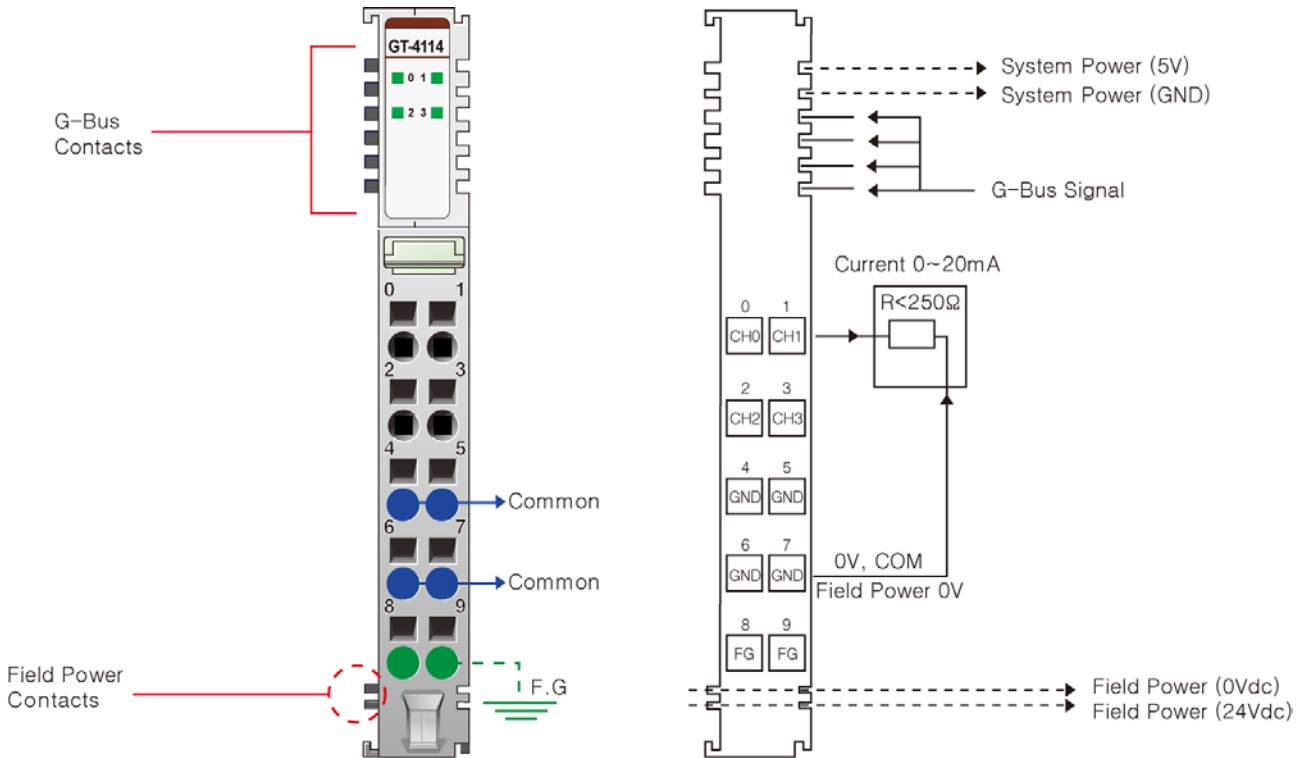 GT-4114
0 1
2 3
G-Bus
Contacts
0 1
2 3
4 5
Common
6 7
Common
8 9
Field Power
Contacts
F.G
System Power (5V)
System Power (GND)
G-Bus Signal
Current 0~20mA
R<250Ω
0 1
CH0 CH1
2 3
CH2 CH3
4 5
GND GND
6 7
GND GND
0V, COM
Field Power 0V
8 9
FG FG
Field Power (0Vdc)
Field Power (24Vdc)